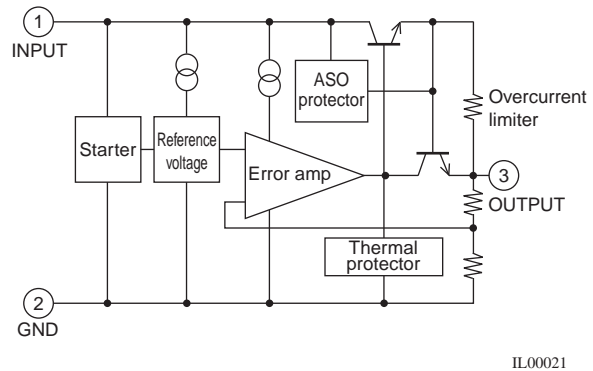 1
INPUT
ASO
protector
Overcurrent
limiter
Starter
Reference
voltage
Error amp
3
OUTPUT
Thermal
protector
2
GND
IL00021